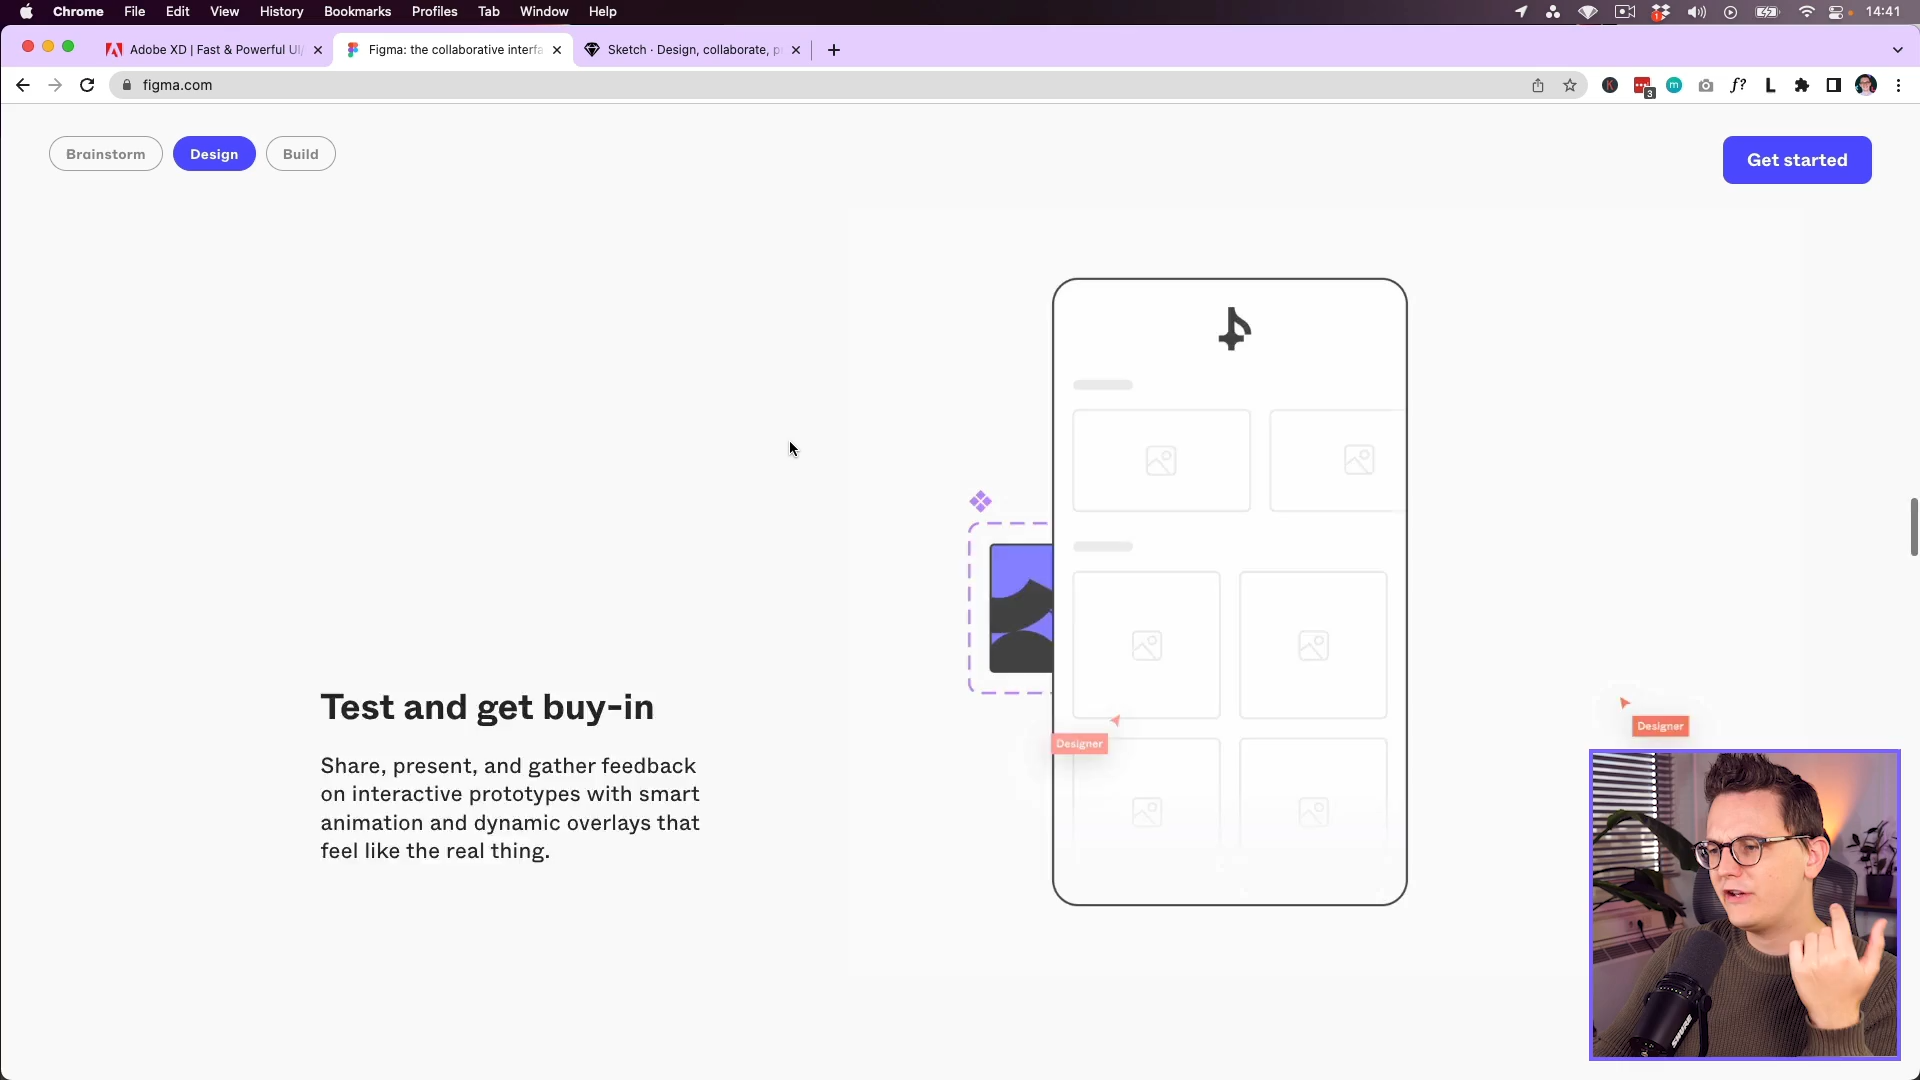 Chrome File Edit View History Bookmarks Profiles Tab Window Help 14:41
Adobe XD | Fast & Powerful UI/ Figma: the collaborative interfa Sketch · Design, collaborate, p
figma.com
3
f?
L
Brainstorm Design Build
Get started
Test and get buy-in
Share, present, and gather feedback
on interactive prototypes with smart
animation and dynamic overlays that
feel like the real thing.
Designer
Designer
SHURE